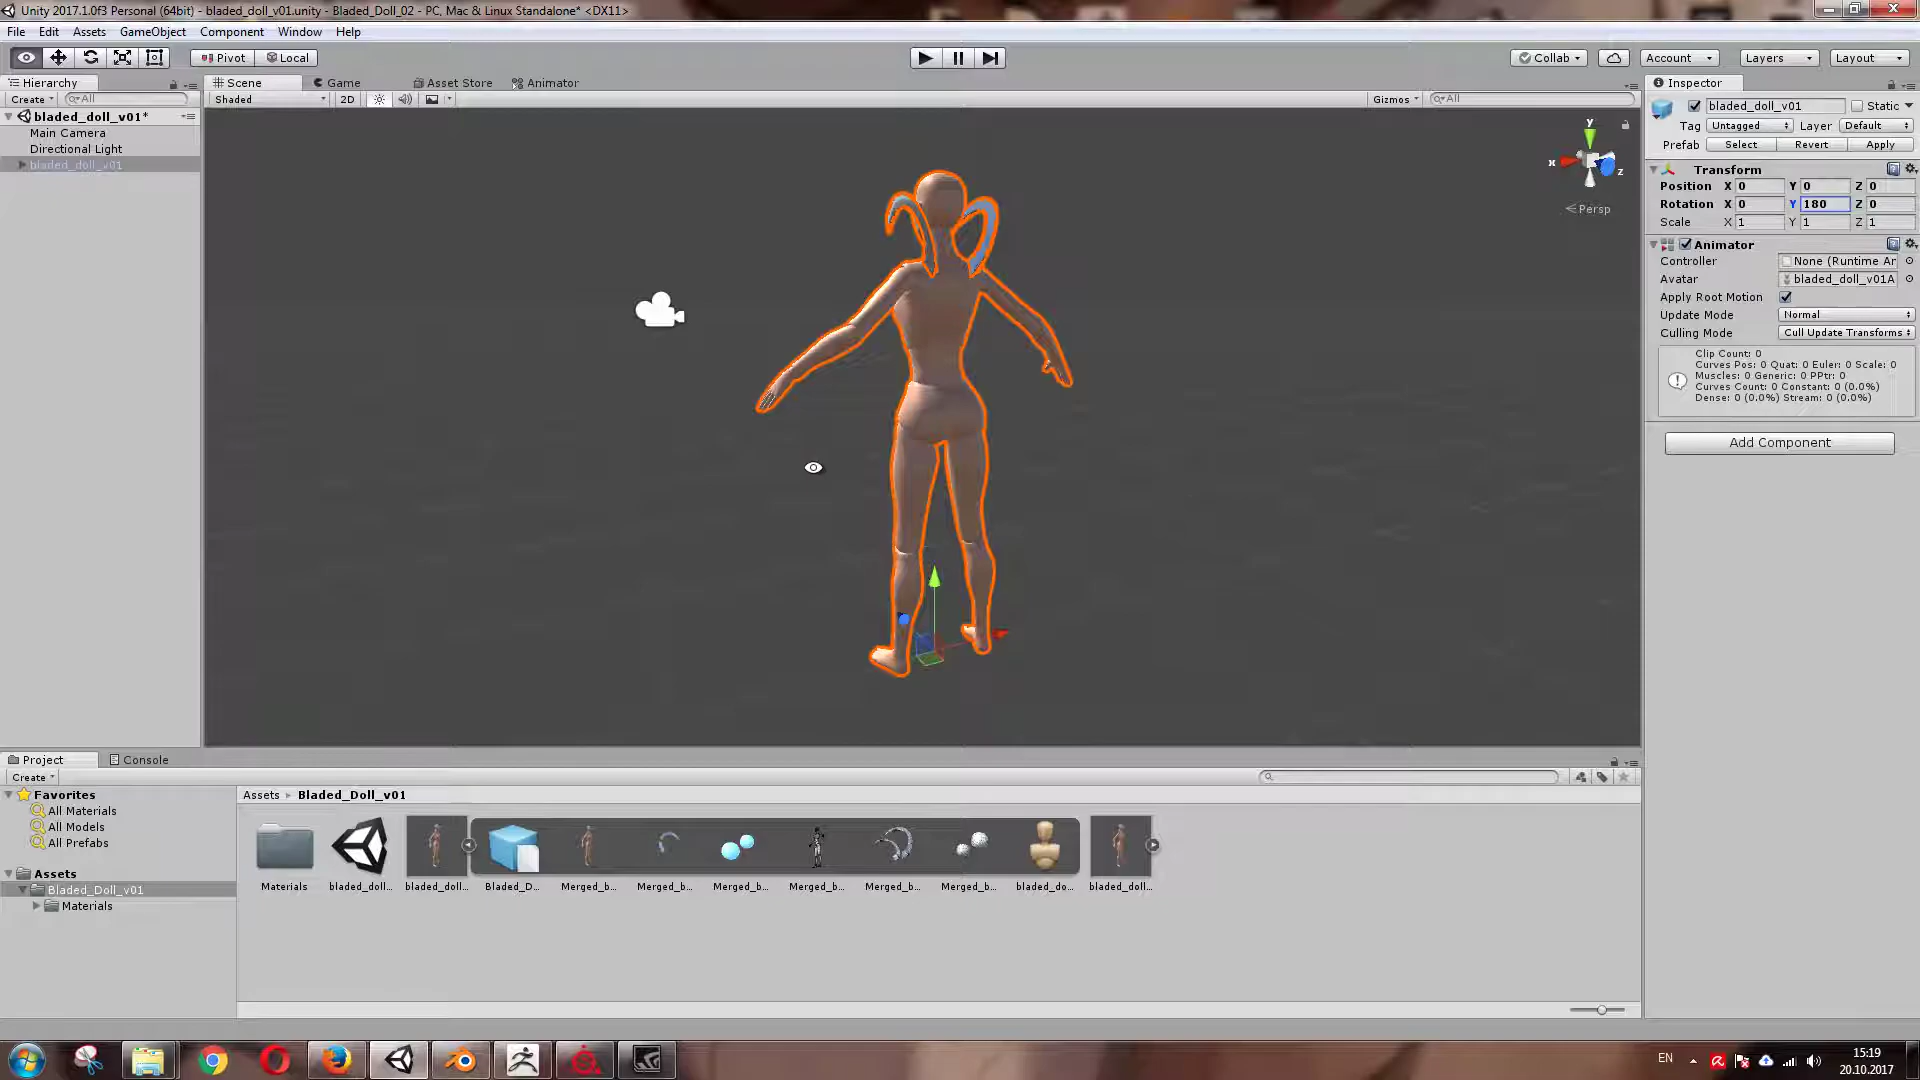 Unity 2017.1.0f3 Personal (64bit) - bladed_doll_v01.unity - Bladed_Doll_02 - PC, Mac & Linux Standalone* <DX11>
File Edit Assets GameObject Component Window Help
Pivot Local Collab Account Layers Layout
Hierarchy Scene Game Asset Store Animator Inspector
Create All Shaded 2D Gizmos All
bladed_doll_v01*
Main Camera
Directional Light
bladed_doll_v01
y
x
z
Persp
bladed_doll_v01 Static
Tag Untagged Layer Default
Prefab Select Revert Apply
Transform
Position X 0 Y 0 Z 0
Rotation X 0 Y 180 Z 0
Scale X 1 Y 1 Z 1
Animator
Controller None (Runtime Ar
Avatar bladed_doll_v01A
Apply Root Motion
Update Mode Normal
Culling Mode Cull Update Transforms
Clip Count: 0
Curves Pos: 0 Quat: 0 Euler: 0 Scale: 0
Muscles: 0 Generic: 0 PPtr: 0
Curves Count: 0 Constant: 0 (0.0%)
Dense: 0 (0.0%) Stream: 0 (0.0%)
Add Component
Project Console
Create
Favorites
All Materials
All Models
All Prefabs
Assets
Bladed_Doll_v01
Materials
Assets Bladed_Doll_v01
Materials bladed_doll... bladed_doll... Bladed_D... Merged_b... Merged_b... Merged_b... Merged_b... Merged_b... Merged_b... bladed_do... bladed_doll...
EN
15:19
20.10.2017